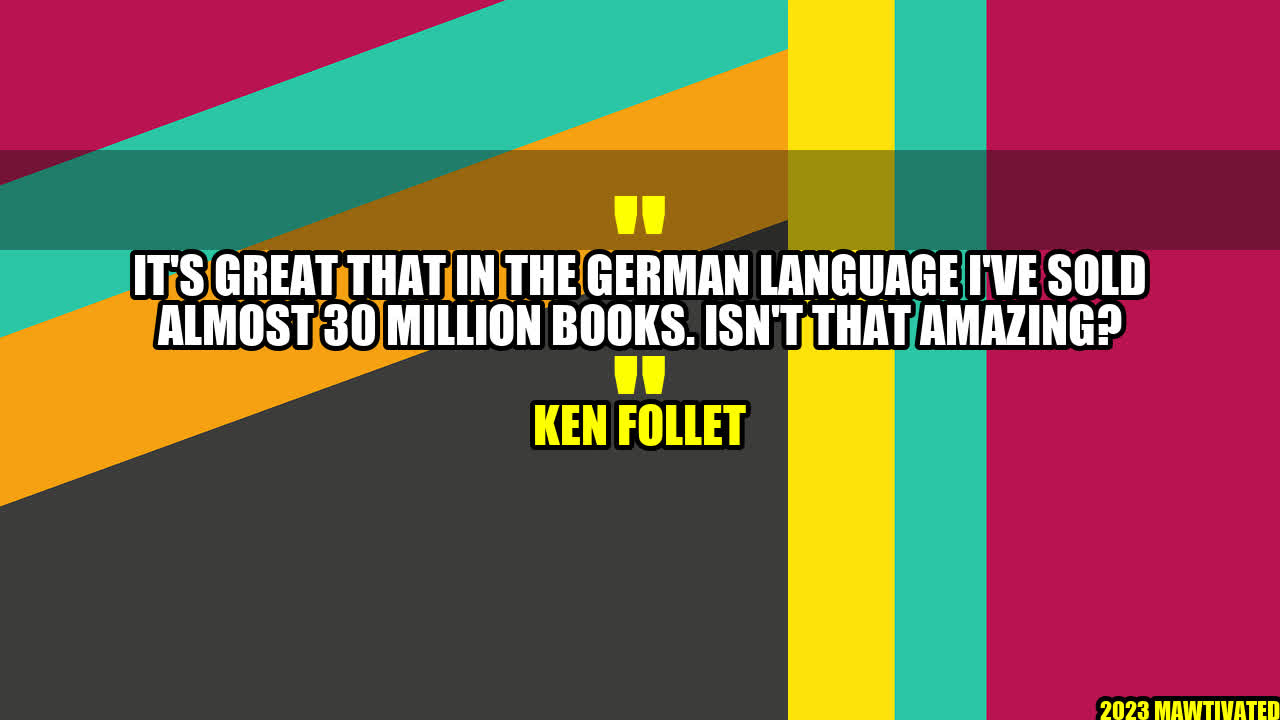 "
IT'S GREAT THAT IN THE GERMAN LANGUAGE I'VE SOLD
ALMOST 30 MILLION BOOKS. ISN'T THAT AMAZING?
"
KEN FOLLET
2023 MAWTIVATED